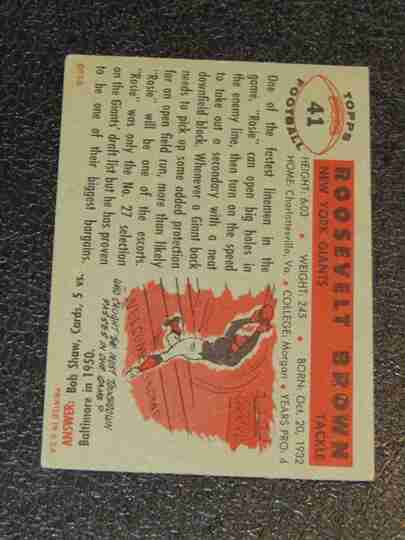 TOPPS
41
FOOTBALL
ROOSEVELT BROWN
NEW YORK GIANTS
TACKLE
HEIGHT: 6:03 • WEIGHT: 245 • BORN: Oct. 20, 1932
HOME: Charlottesville, Va. • COLLEGE: Morgan • YEARS PRO: 4
One of the fastest linemen in the
game, "Rosie" can open big holes in
the enemy line, then turn on the speed
to take out a secondary with a neat
downfield block. Whenever a Giant back
needs to pick up some added protection
for an open field run, more than likely
"Rosie" will be one of the escorts.
"Rosie" was only the No. 27 selection
on the Giants' draft list but he has proven
to be one of their biggest bargains.
WHO CAUGHT THE MOST TOUCHDOWN
PASSES IN ONE GAME?
ANSWER:
Bob Shaw, Cards, 5 vs.
Baltimore in 1950.
PRINTED IN U.S.A.